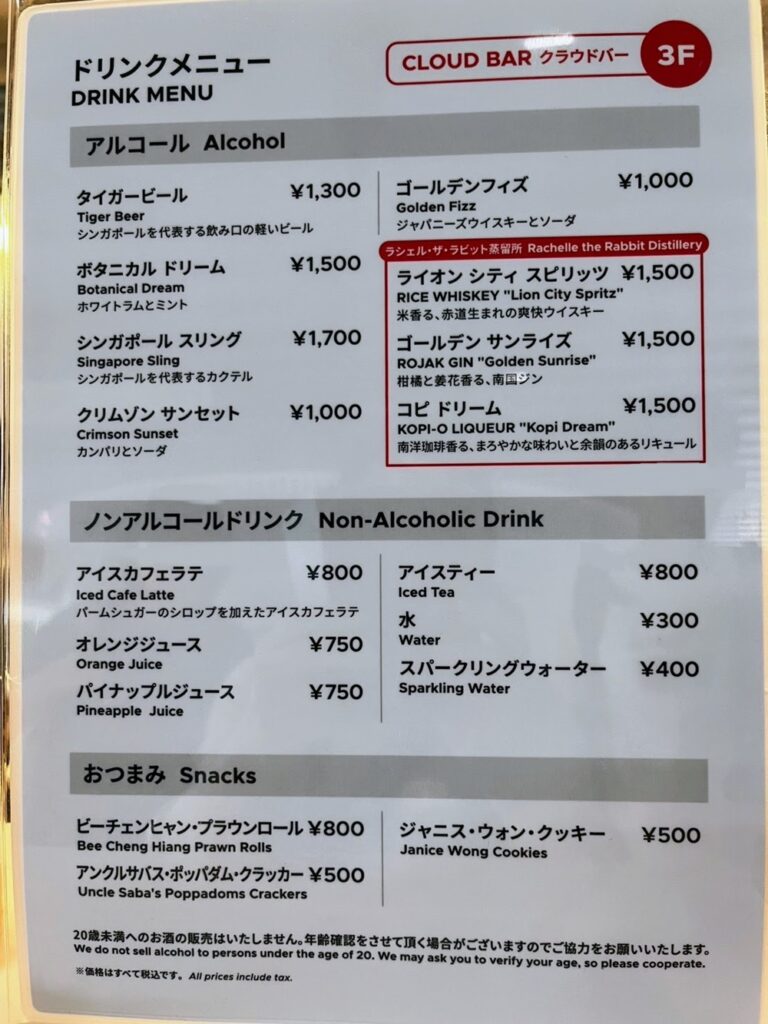 ドリンクメニュー
DRINK MENU
CLOUD BAR クラウドバー 3F
アルコール Alcohol
タイガービール ¥1,300
Tiger Beer
シンガポールを代表する飲み口の軽いビール
ボタニカル ドリーム ¥1,500
Botanical Dream
ホワイトラムとミント
シンガポール スリング ¥1,700
Singapore Sling
シンガポールを代表するカクテル
クリムゾン サンセット ¥1,000
Crimson Sunset
カンパリとソーダ
ゴールデンフィズ ¥1,000
Golden Fizz
ジャパニーズウイスキーとソーダ
ラシェル・ザ・ラビット蒸留所 Rachelle the Rabbit Distillery
ライオン シティ スピリッツ ¥1,500
RICE WHISKEY "Lion City Spritz"
米香る、赤道生まれの爽快ウイスキー
ゴールデン サンライズ ¥1,500
ROJAK GIN "Golden Sunrise"
柑橘と姜花香る、南国ジン
コピ ドリーム ¥1,500
KOPI-O LIQUEUR "Kopi Dream"
南洋珈琲香る、まろやかな味わいと余韻のあるリキュール
ノンアルコールドリンク Non-Alcoholic Drink
アイスカフェラテ ¥800
Iced Cafe Latte
パームシュガーのシロップを加えたアイスカフェラテ
オレンジジュース ¥750
Orange Juice
パイナップルジュース ¥750
Pineapple Juice
アイスティー ¥800
Iced Tea
水 ¥300
Water
スパークリングウォーター ¥400
Sparkling Water
おつまみ Snacks
ビーチェンヒャン・プラウンロール ¥800
Bee Cheng Hiang Prawn Rolls
アンクルサバス・ポッパダム・クラッカー ¥500
Uncle Saba's Poppadoms Crackers
ジャニス・ウォン・クッキー ¥500
Janice Wong Cookies
20歳未満へのお酒の販売はいたしません。年齢確認をさせて頂く場合がございますのでご協力をお願いいたします。
We do not sell alcohol to persons under the age of 20. We may ask you to verify your age, so please cooperate.
※価格はすべて税込です。 All prices include tax.